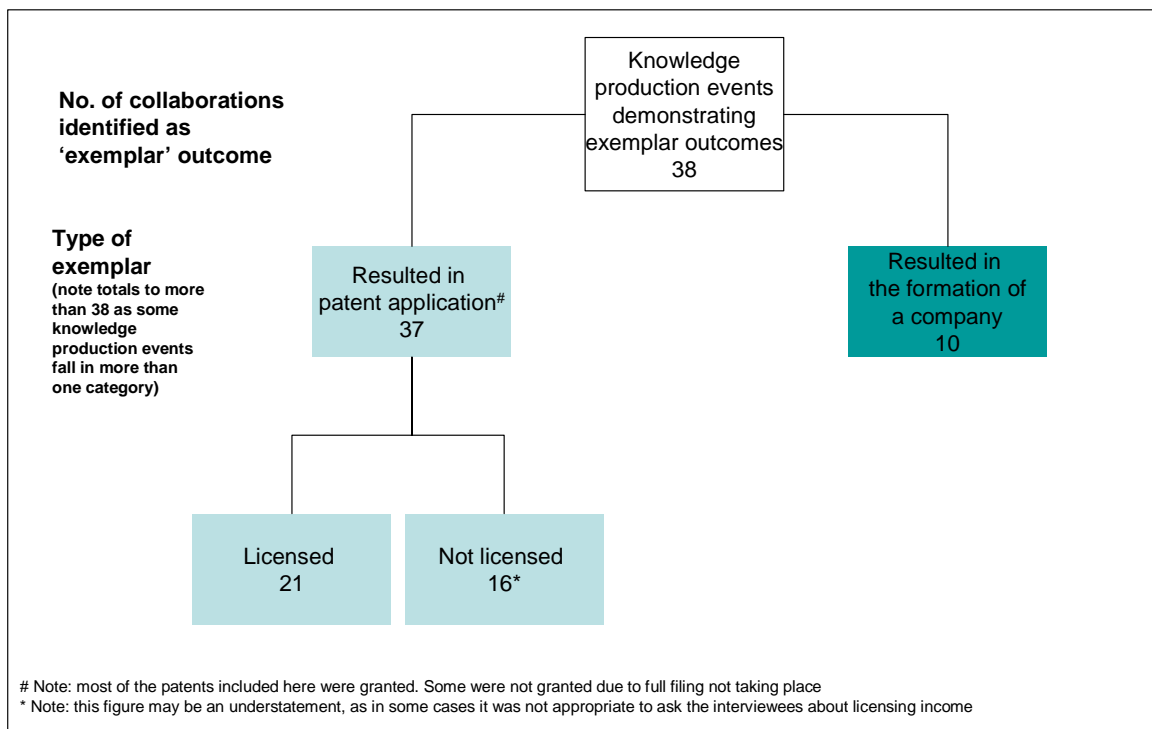 Knowledge
production events
demonstrating
exemplar outcomes
38
No. of collaborations
identified as
‘exemplar’ outcome
Type of
exemplar
(note totals to more
than 38 as some
knowledge
production events
fall in more than
one category)
Resulted in
patent application#
37
Resulted in
the formation of
a company
10
Licensed
21
Not licensed
16*
# Note: most of the patents included here were granted. Some were not granted due to full filing not taking place
* Note: this figure may be an understatement, as in some cases it was not appropriate to ask the interviewees about licensing income